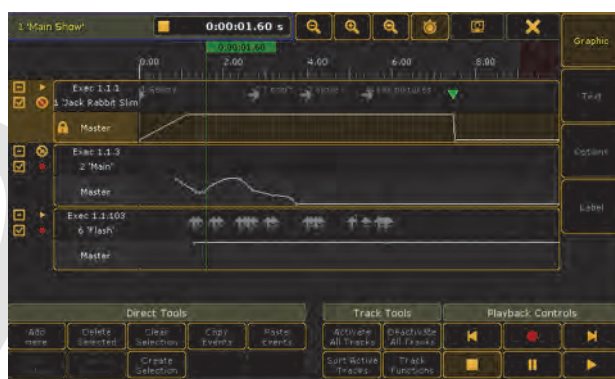 1 'Main Show'
0:00:01.60 s
Graphic
0:00:01.60
0.00
2.00
4.00
6.00
8.00
Exec 1.1.1
1 'Jack Rabbit Slim
Text
Master
Exec 1.1.3
Options
2 'Main'
Master
Label
Exec 1.1.103
6 'Flash'
Master
Direct Tools
Track Tools
Playback Controls
Add more
Delete Selected
Clear Selection
Copy Events
Paste Events
Activate All Tracks
Deactivate All Tracks
Create Selection
Sort Active Tracks
Track Functions